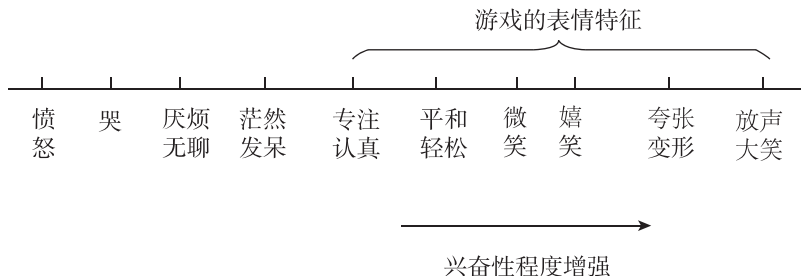 游戏的表情特征
愤怒
哭
厌烦无聊
茫然发呆
专注认真
平和轻松
微笑
嬉笑
夸张变形
放声大笑
兴奋性程度增强